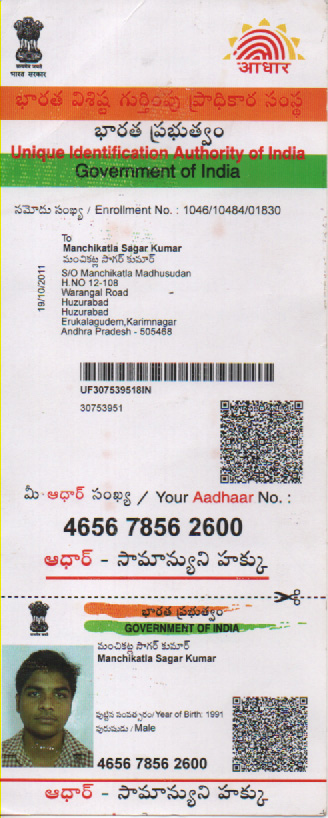 भारत सरकार
आधार
భారత విశిష్ట గుర్తింపు ప్రాధికార సంస్థ
భారత ప్రభుత్వం
Unique Identification Authority of India
Government of India
నమోదు సంఖ్య / Enrollment No. : 1046/10484/01830
To
Manchikatla Sagar Kumar
మంచికట్ల సాగర్ కుమార్
S/O Manchikatla Madhusudan
H.NO 12-108
Warangal Road
Huzurabad
Huzurabad
Erukalagudem,Karimnagar
Andhra Pradesh - 505468
19/10/2011
UF307539518IN
30753951
మీ ఆధార్ సంఖ్య / Your Aadhaar No. :
4656 7856 2600
ఆధార్ - సామాన్యుని హక్కు
భారత ప్రభుత్వం
GOVERNMENT OF INDIA
మంచికట్ల సాగర్ కుమార్
Manchikatla Sagar Kumar
పుట్టిన సంవత్సరం/Year of Birth: 1991
పురుషుడు / Male
4656 7856 2600
ఆధార్ - సామాన్యుని హక్కు